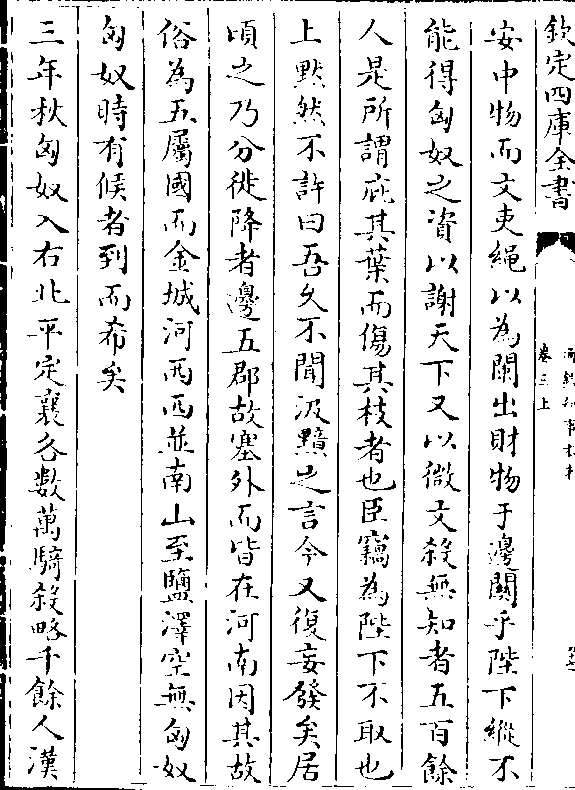 欽定四庫全書
卷三上
安中物而文吏繩以為闌出財物于邊關乎陛下縱不
能得匈奴之資以謝天下又以微文殺無知者五百餘
人是所謂庇其葉而傷其枝者也臣竊為陛下不取也
上默然不許曰吾久不聞汲黯之言今又復妄發矣居
頃之乃分徙降者邊五郡故塞外而皆在河南因其故
俗為五屬國而金城河西西並南山至鹽澤空無匈奴
匈奴時有候者到而希矣
三年秋匈奴入右北平定襄各數萬騎殺略千餘人漢